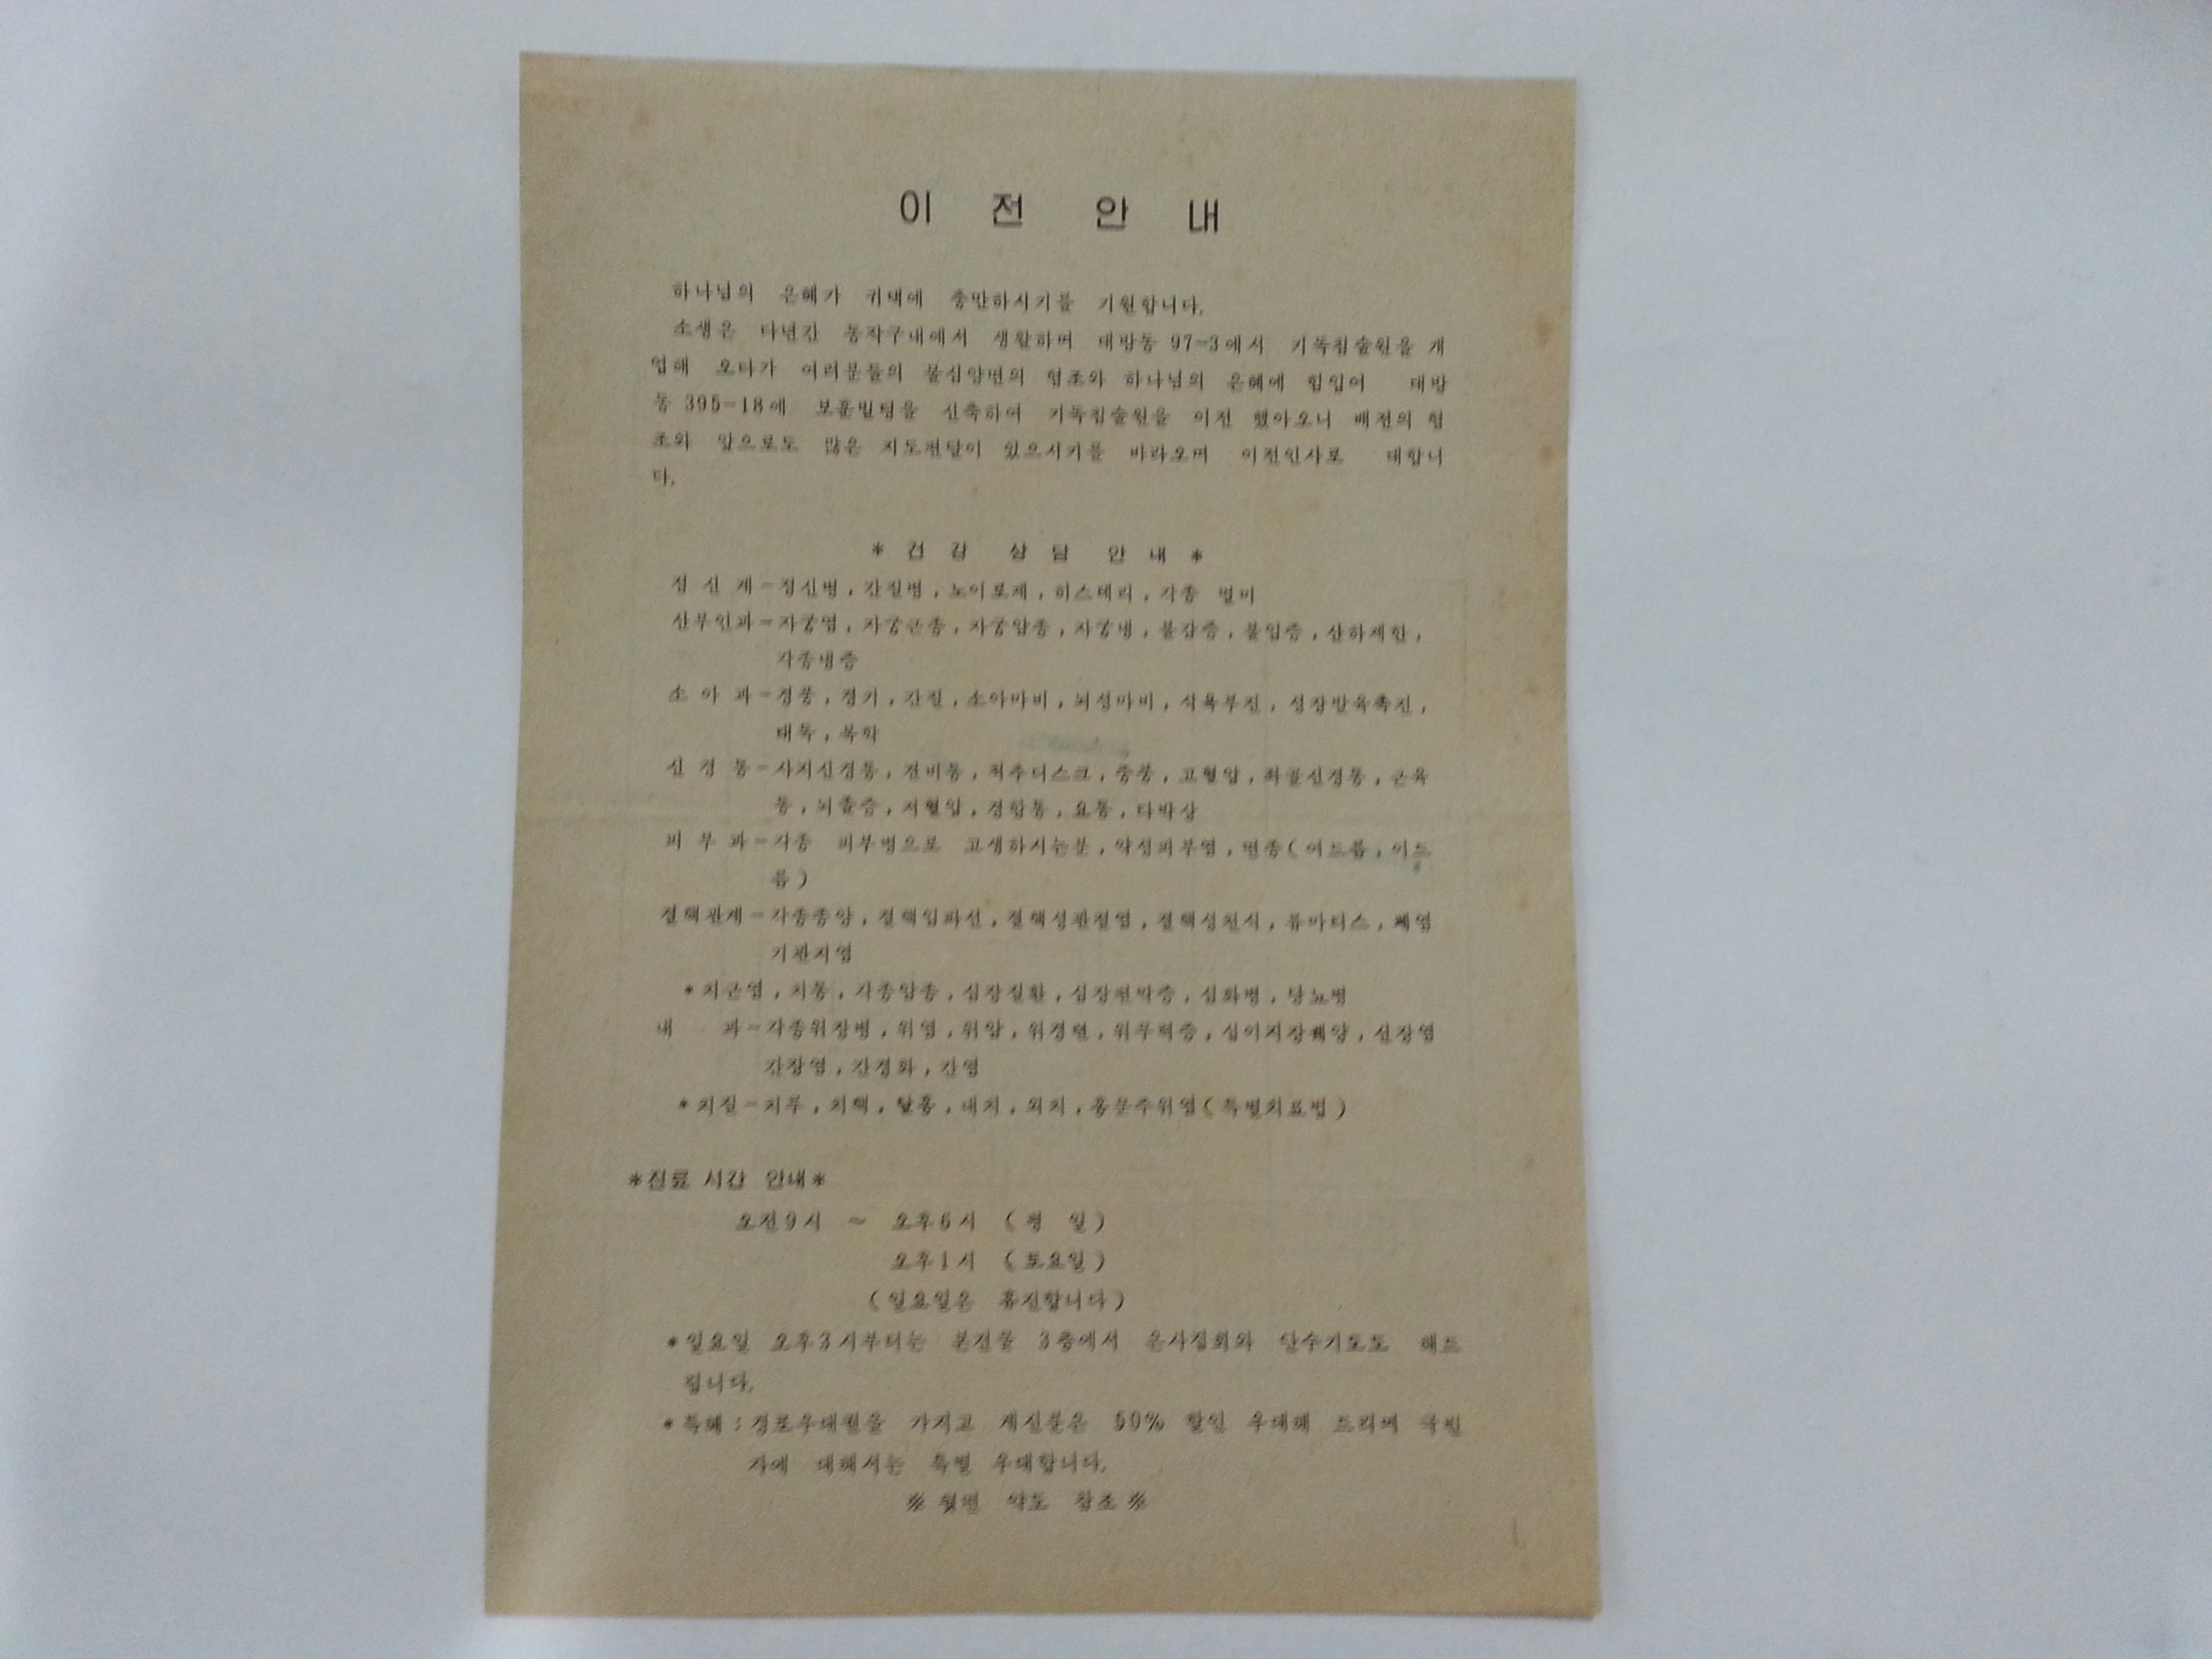 이 전 안 내
하나님의 은혜가 귀댁에 충만하시기를 기원합니다.
소생은 다년간 동작구내에서 생활하며 대방동 97-3에서 기독침술원을 개
업해 오다가 여러분들의 물심양면의 협조와 하나님의 은혜에 힘입어 대방
동 395-18에 보훈빌딩을 신축하여 기독침술원을 이전 했아오니 배전의 협
조와 앞으로도 많은 지도편달이 있으시기를 바라오며 이전인사로 대합니
다.
* 건 강 상 담 안 내 *
정 신 계-정신병, 간질병, 노이로제, 히스테리, 각종 멀미
산부인과-자궁염, 자궁근종, 자궁암종, 자궁냉, 불감증, 불임증, 산하제한,
각종냉증
소 아 과-경풍, 경기, 간질, 소아마비, 뇌성마비, 식욕부진, 성장발육촉진,
태독, 복학
신 경 통-사지신경통, 견비통, 척추디스크, 중풍, 고혈압, 좌골신경통, 근육
통, 뇌졸증, 저혈압, 경항통, 요통, 타박상
피 부 과-각종 피부병으로 고생하시는분, 악성피부염, 면종(여드름, 이드
름)
결핵관계-각종종양, 결핵임파선, 결핵성관절염, 결핵성천식, 류마티스, 폐염
기관지염
*치근염, 치통, 각종암종, 심장질환, 심장판막증, 심화병, 당뇨병
내 과-각종위장병, 위염, 위암, 위경련, 위무력증, 십이지장궤양, 신장염
간장염, 간경화, 간염
*치질-치루, 치핵, 탈홍, 내치, 외치, 홍문주위염(특별치료법)
*진료 시간 안내*
오전9시 ~ 오후6시 (평 일)
오후1시 (토요일)
(일요일은 휴진합니다)
*일요일 오후3시부터는 본건물 3층에서 은사집회와 안수기도도 해드
립니다.
*특혜:경로우대권을 가지고 계신분은 50% 할인 우대해 드리며
가에 대해서는 특별 우대합니다.
※ 뒷면 약도 참조 ※